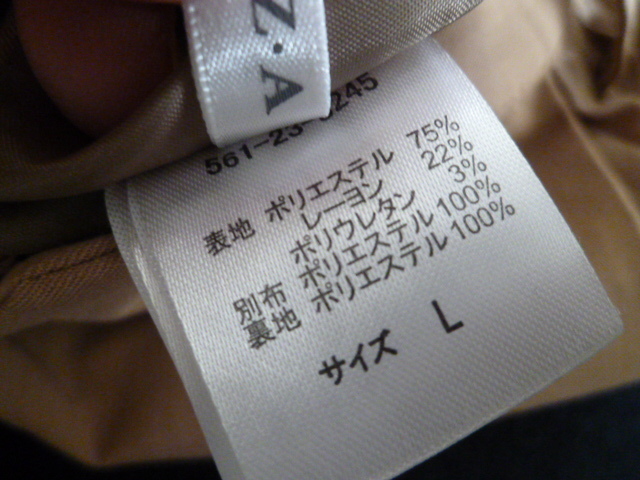 Z·A
561-23-5245
表地 ポリエステル 75%
レーヨン 22%
ポリウレタン 3%
別布 ポリエステル 100%
裏地 ポリエステル 100%
サイズ L